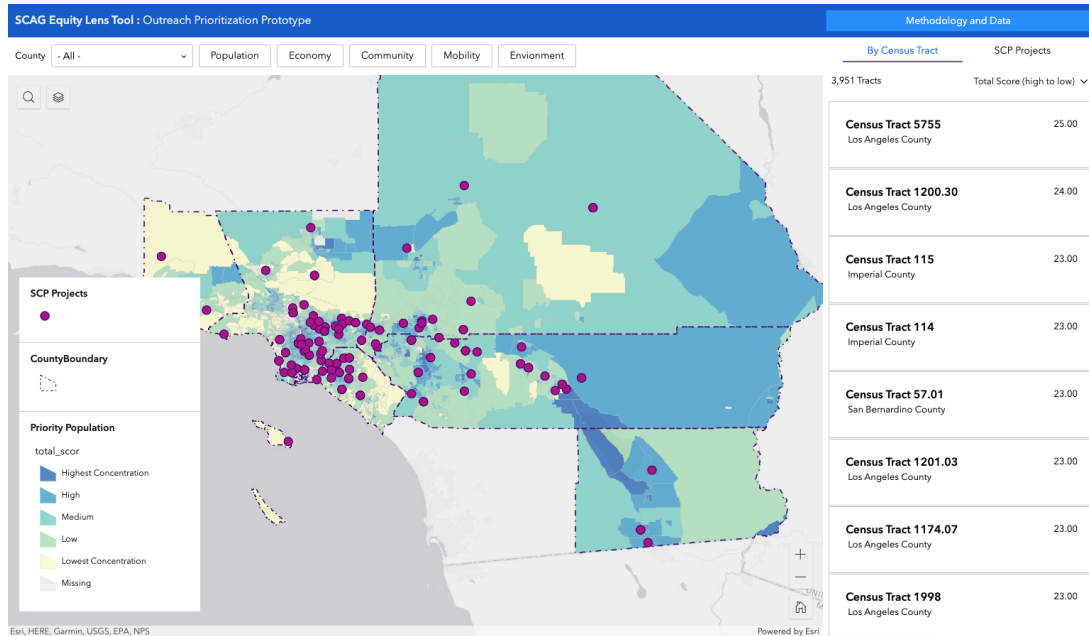 SCAG Equity Lens Tool : Outreach Prioritization Prototype
Methodology and Data
County
- All -
Population
Economy
Community
Mobility
Envionment
By Census Tract
SCP Projects
3,951 Tracts
Total Score (high to low)
Census Tract 5755
25.00
Los Angeles County
Census Tract 1200.30
24.00
Los Angeles County
Census Tract 115
23.00
Imperial County
Census Tract 114
23.00
Imperial County
Census Tract 57.01
23.00
San Bernardino County
Census Tract 1201.03
23.00
Los Angeles County
Census Tract 1174.07
23.00
Los Angeles County
Census Tract 1998
23.00
Los Angeles County
SCP Projects
CountyBoundary
Priority Population
total_scor
Highest Concentration
High
Medium
Low
Lowest Concentration
Missing
Esri, HERE, Garmin, USGS, EPA, NPS
Powered by Esri